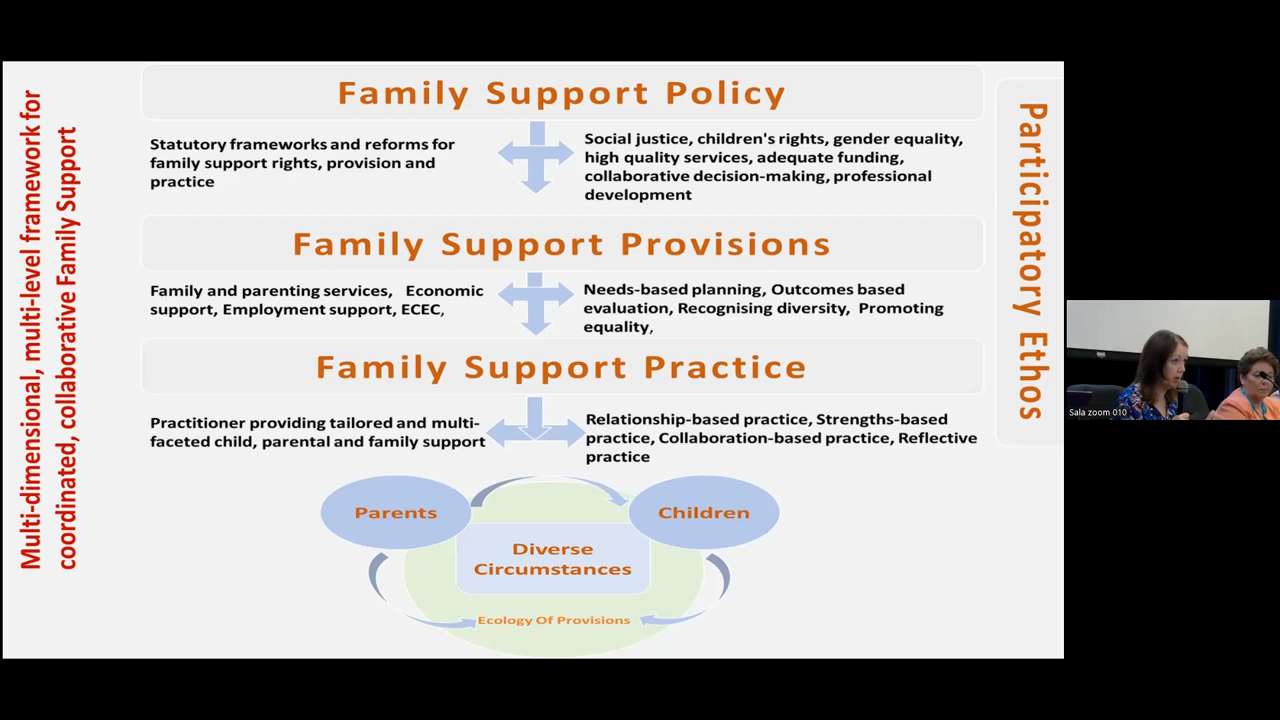 Multi-dimensional, multi-level framework for
coordinated, collaborative Family Support
Family Support Policy
Statutory frameworks and reforms for
family support rights, provision and
practice
Social justice, children's rights, gender equality,
high quality services, adequate funding,
collaborative decision-making, professional
development
Family Support Provisions
Family and parenting services, Economic
support, Employment support, ECEC,
Needs-based planning, Outcomes based
evaluation, Recognising diversity, Promoting
equality,
Family Support Practice
Practitioner providing tailored and multi-
faceted child, parental and family support
Relationship-based practice, Strengths-based
practice, Collaboration-based practice, Reflective
practice
Parents
Children
Diverse
Circumstances
Ecology Of Provisions
Participatory Ethos
Sala zoom 010